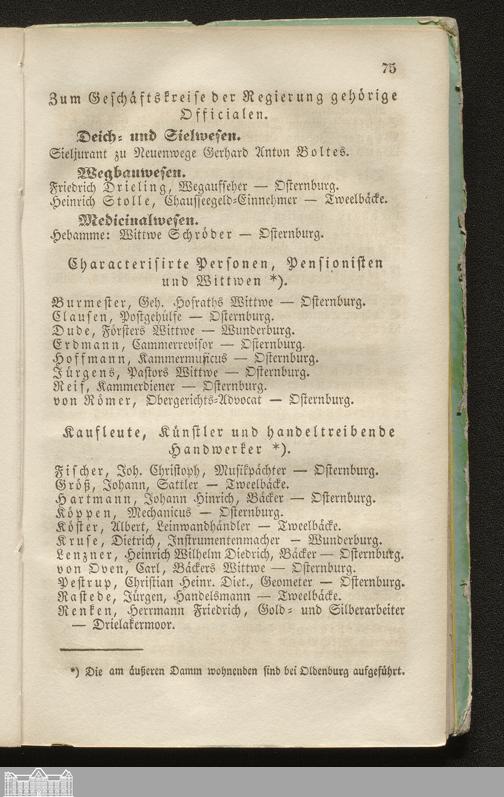 75
Zum Geschäftskreise der Regierung gehörige
Officialen.
Deich- und Sielwesen.
Sieljurant zu Neuenwege Gerhard Anton Boltes.
Wegbauwesen.
Friedrich Drieling, Wegaufseher — Osternburg.
Heinrich Stolle, Chausseegeld-Einnehmer — Tweelbäcke.
Medicinalwesen.
Hebamme: Wittwe Schröder — Osternburg.
Characterisirte Personen, Pensionisten
und Wittwen *).
Burmester, Geh. Hofraths Wittwe — Osternburg.
Clausen, Postgehülfe — Osternburg.
Dude, Försters Wittwe — Wunderburg.
Erdmann, Cammerrevisor — Osternburg.
Hoffmann, Kammermusicus — Osternburg.
Jürgens, Pastors Wittwe — Osternburg.
Reif, Kammerdiener — Osternburg.
von Römer, Obergerichts-Advocat — Osternburg.
Kaufleute, Künstler und handeltreibende
Handwerker *).
Fischer, Joh. Christoph, Musikpächter — Osternburg.
Größ, Johann, Sattler — Tweelbäcke.
Hartmann, Johann Hinrich, Bäcker — Osternburg.
Köppen, Mechanicus — Osternburg.
Köster, Albert, Leinwandhändler — Tweelbäcke.
Kruse, Dietrich, Instrumentenmacher — Wunderburg.
Lenzner, Heinrich Wilhelm Diedrich, Bäcker — Osternburg.
von Oven, Carl, Bäckers Wittwe — Osternburg.
Pestrup, Christian Heinr. Diet., Geometer — Osternburg.
Rastede, Jürgen, Handelsmann — Tweelbäcke.
Renken, Herrmann Friedrich, Gold- und Silberarbeiter
— Drielakermoor.
*) Die am äußeren Damm wohnenden sind bei Oldenburg aufgeführt.